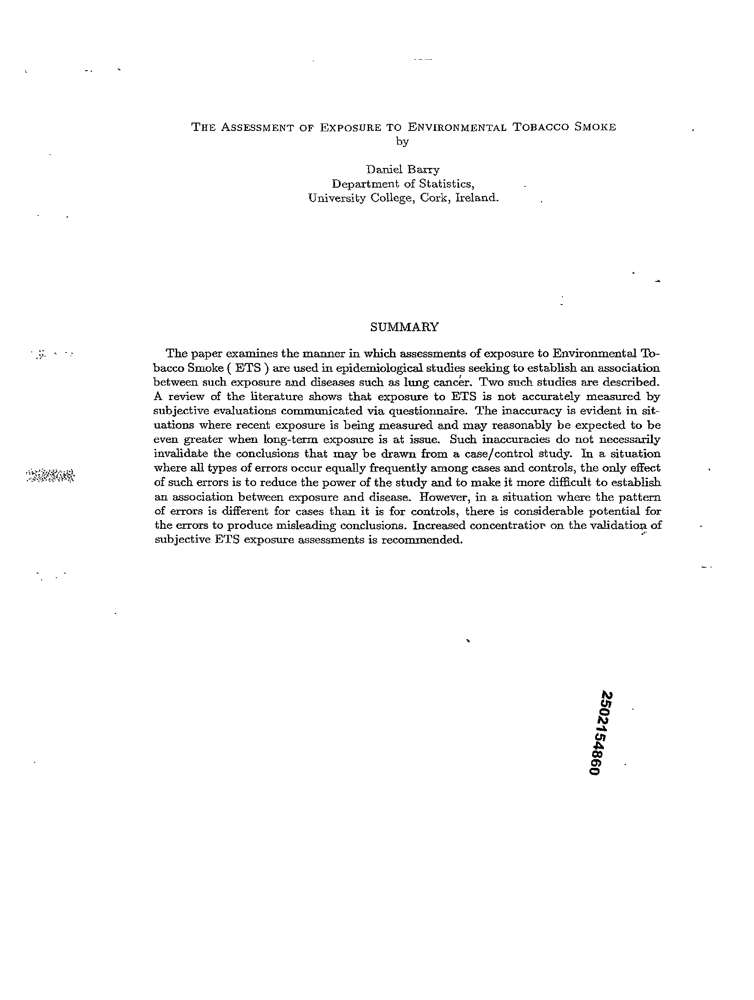 THE ASSESSMENT OF EXPOSURE TO ENVIRONMENTAL TOBACCO SMOKE
by
Daniel Barry
Department of Statistics,
University College, Cork, Ireland.
SUMMARY
The paper examines the manner in which assessments of exposure to Environmental To-
bacco Smoke ( ETS ) are used in epidemiological studies seeking to establish an association
between such exposure and diseases such as lung cancer. Two such studies are described.
A review of the literature shows that exposure to ETS is not accurately measured by
subjective evaluations communicated via questionnaire. The inaccuracy is evident in sit-
uations where recent exposure is being measured and may reasonably be expected to be
even greater when long-term exposure is at issue. Such inaccuracies do not necessarily
invalidate the conclusions that may be drawn from a case/control study. In a situation
where all types of errors occur equally frequently among cases and controls, the only effect
of such errors is to reduce the power of the study and to make it more difficult to establish
an association between exposure and disease. However, in a situation where the pattern
of errors is different for cases than it is for controls, there is considerable potential for
the errors to produce misleading conclusions. Increased concentration on the validation of
subjective ETS exposure assessments is recommended.
2502154860